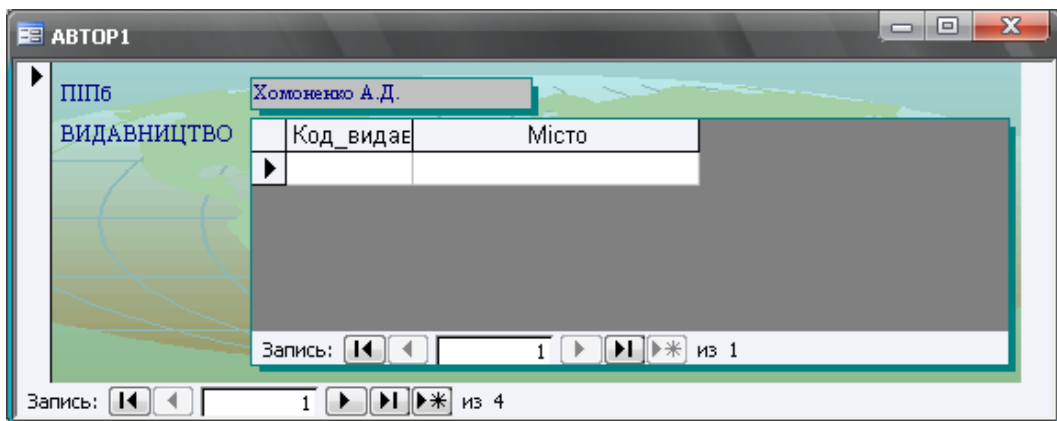 АВТОР1
ПІПб Хомоненко А.Д.
ВИДАВНИЦТВО
Код_видав Місто
Запись: 1 из 1
Запись: 1 из 4